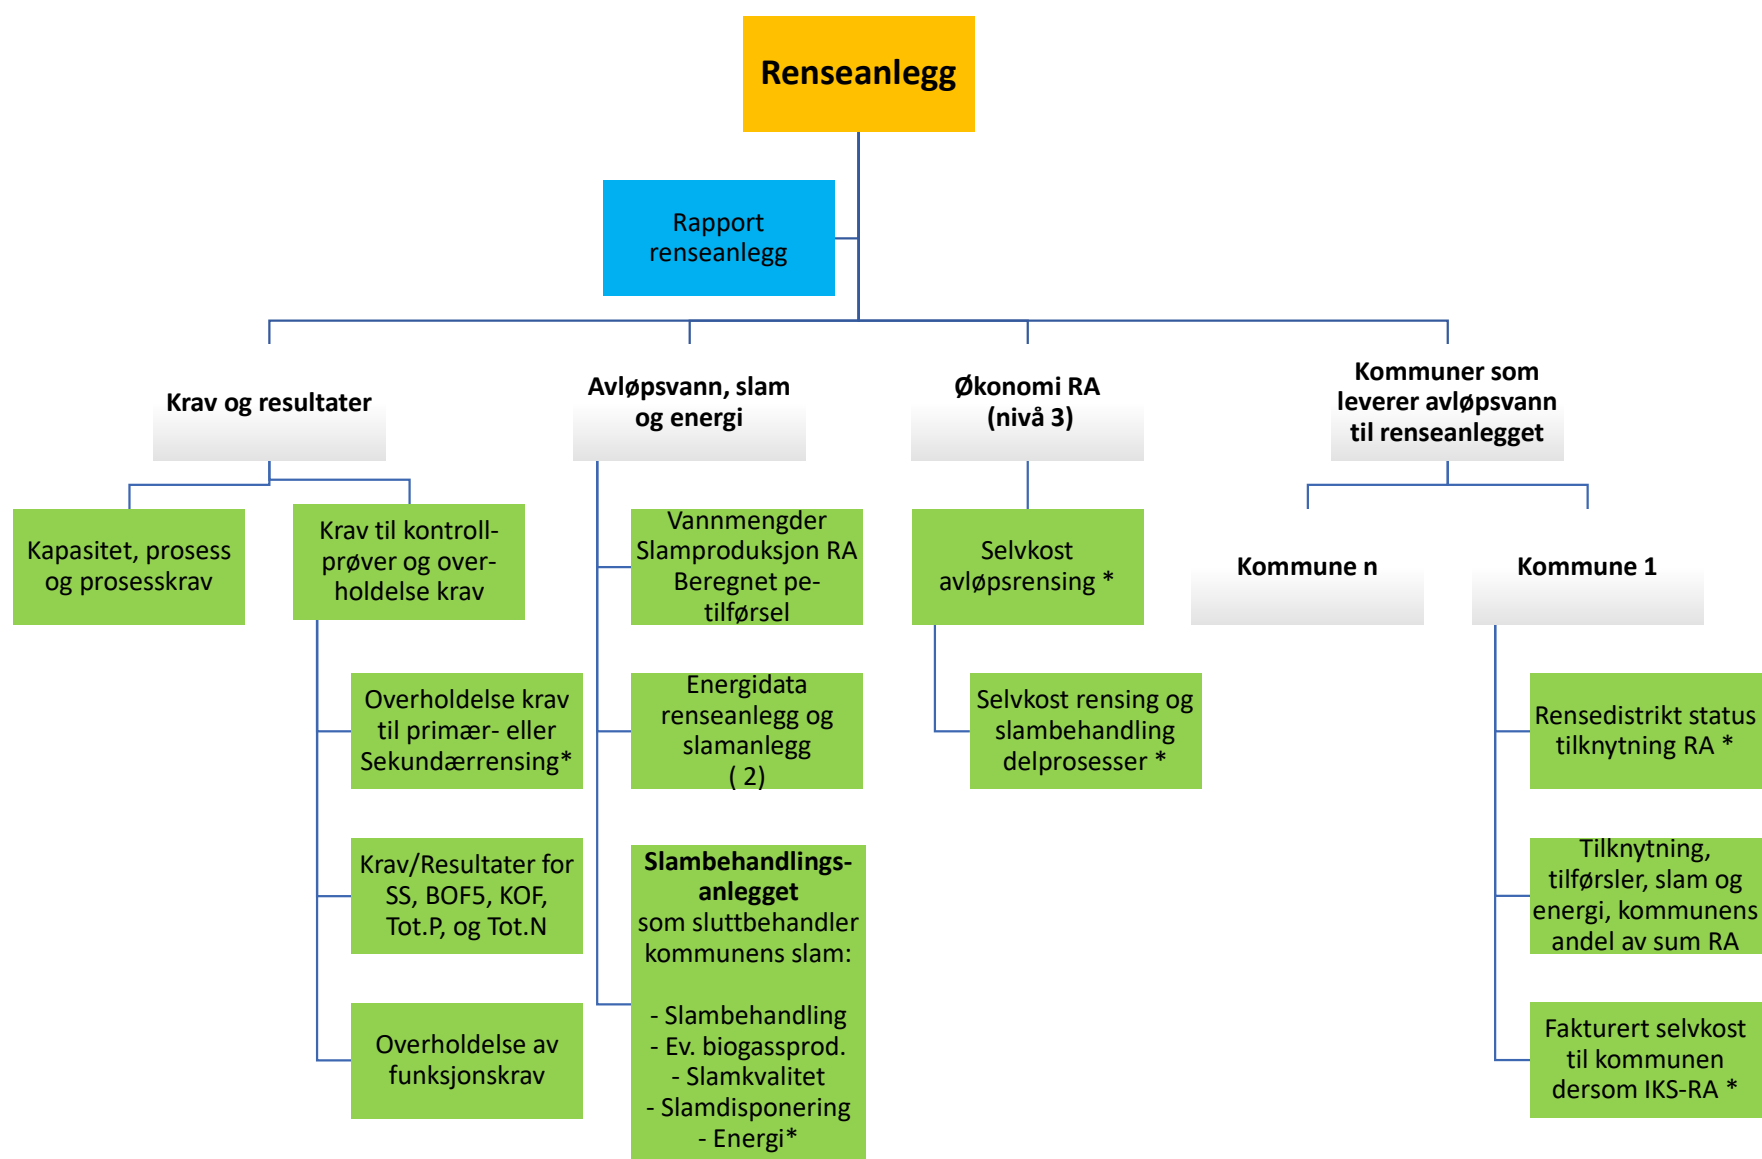 Renseanlegg
Rapport
renseanlegg
Krav og resultater
Avløpsvann, slam
og energi
Økonomi RA
(nivå 3)
Kommuner som
leverer avløpsvann
til renseanlegget
Kapasitet, prosess
og prosesskrav
Krav til kontroll-
prøver og over-
holdelse krav
Overholdelse krav
til primær- eller
Sekundærrensing*
Krav/Resultater for
SS, BOF5, KOF,
Tot.P, og Tot.N
Overholdelse av
funksjonskrav
Vannmengder
Slamproduksjon RA
Beregnet pe-
tilførsel
Energidata
renseanlegg og
slamanlegg
( 2)
Slambehandlings-
anlegget
som sluttbehandler
kommunens slam:
- Slambehandling
- Ev. biogassprod.
- Slamkvalitet
- Slamdisponering
- Energi*
Selvkost
avløpsrensing *
Selvkost rensing og
slambehandling
delprosesser *
Kommune n
Kommune 1
Rensedistrikt status
tilknytning RA *
Tilknytning,
tilførsler, slam og
energi, kommunens
andel av sum RA
Fakturert selvkost
til kommunen
dersom IKS-RA *